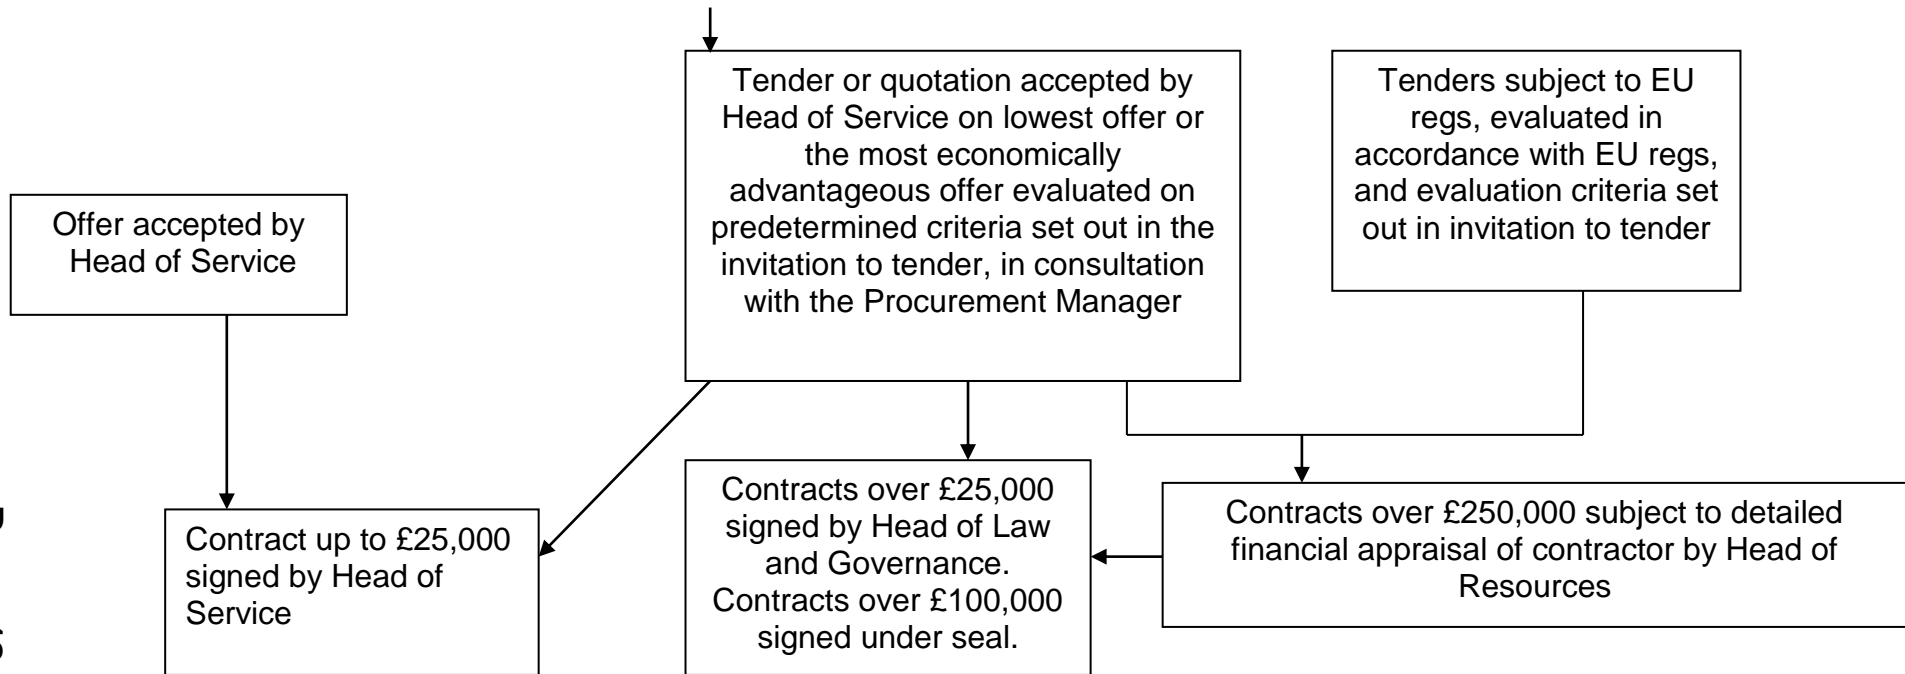 Tender or quotation accepted by
Head of Service on lowest offer or
the most economically
advantageous offer evaluated on
predetermined criteria set out in the
invitation to tender, in consultation
with the Procurement Manager
Tenders subject to EU
regs, evaluated in
accordance with EU regs,
and evaluation criteria set
out in invitation to tender
Offer accepted by
Head of Service
Contract up to £25,000
signed by Head of
Service
Contracts over £25,000
signed by Head of Law
and Governance.
Contracts over £100,000
signed under seal.
Contracts over £250,000 subject to detailed
financial appraisal of contractor by Head of
Resources